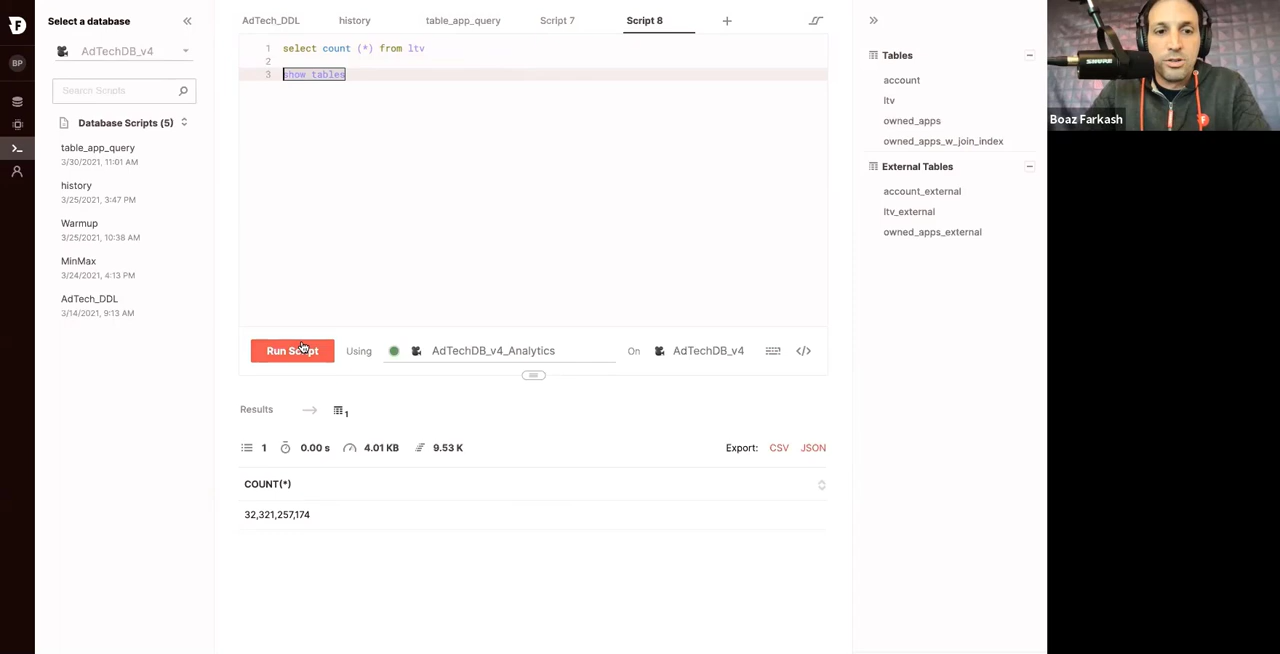 Select a database
AdTechDB_v4
BP
Search Scripts
Database Scripts (5)
table_app_query
3/30/2021, 11:01 AM
history
3/25/2021, 3:47 PM
Warmup
3/25/2021, 10:36 AM
MinMax
3/24/2021, 4:13 PM
AdTech_DDL
3/14/2021, 9:13 AM
AdTech_DDL history table_app_query Script 7 Script 8
1 select count (*) from ltv
2
3 show tables
Run Script Using AdTechDB_v4_Analytics On AdTechDB_v4
Results 1
1 0.00 s 4.01 KB 9.53 K Export: CSV JSON
COUNT(*)
32,321,257,174
Tables
account
ltv
owned_apps
owned_apps_w_join_index
External Tables
account_external
ltv_external
owned_apps_external
SHURE
Boaz Farkash